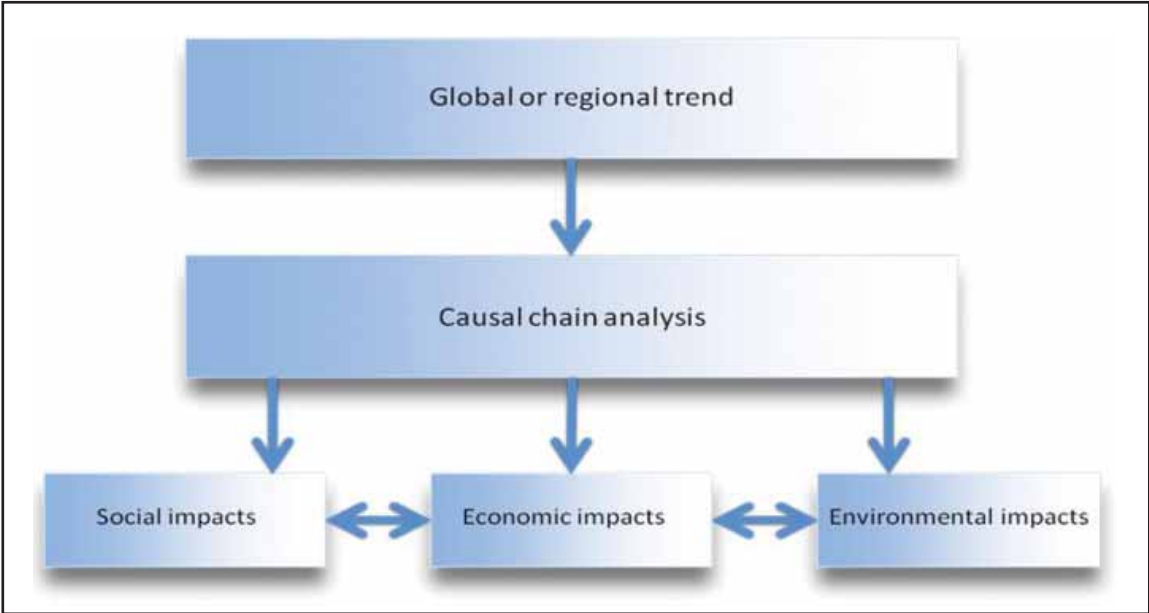 Global or regional trend
Causal chain analysis
Social impacts
Economic impacts
Environmental impacts